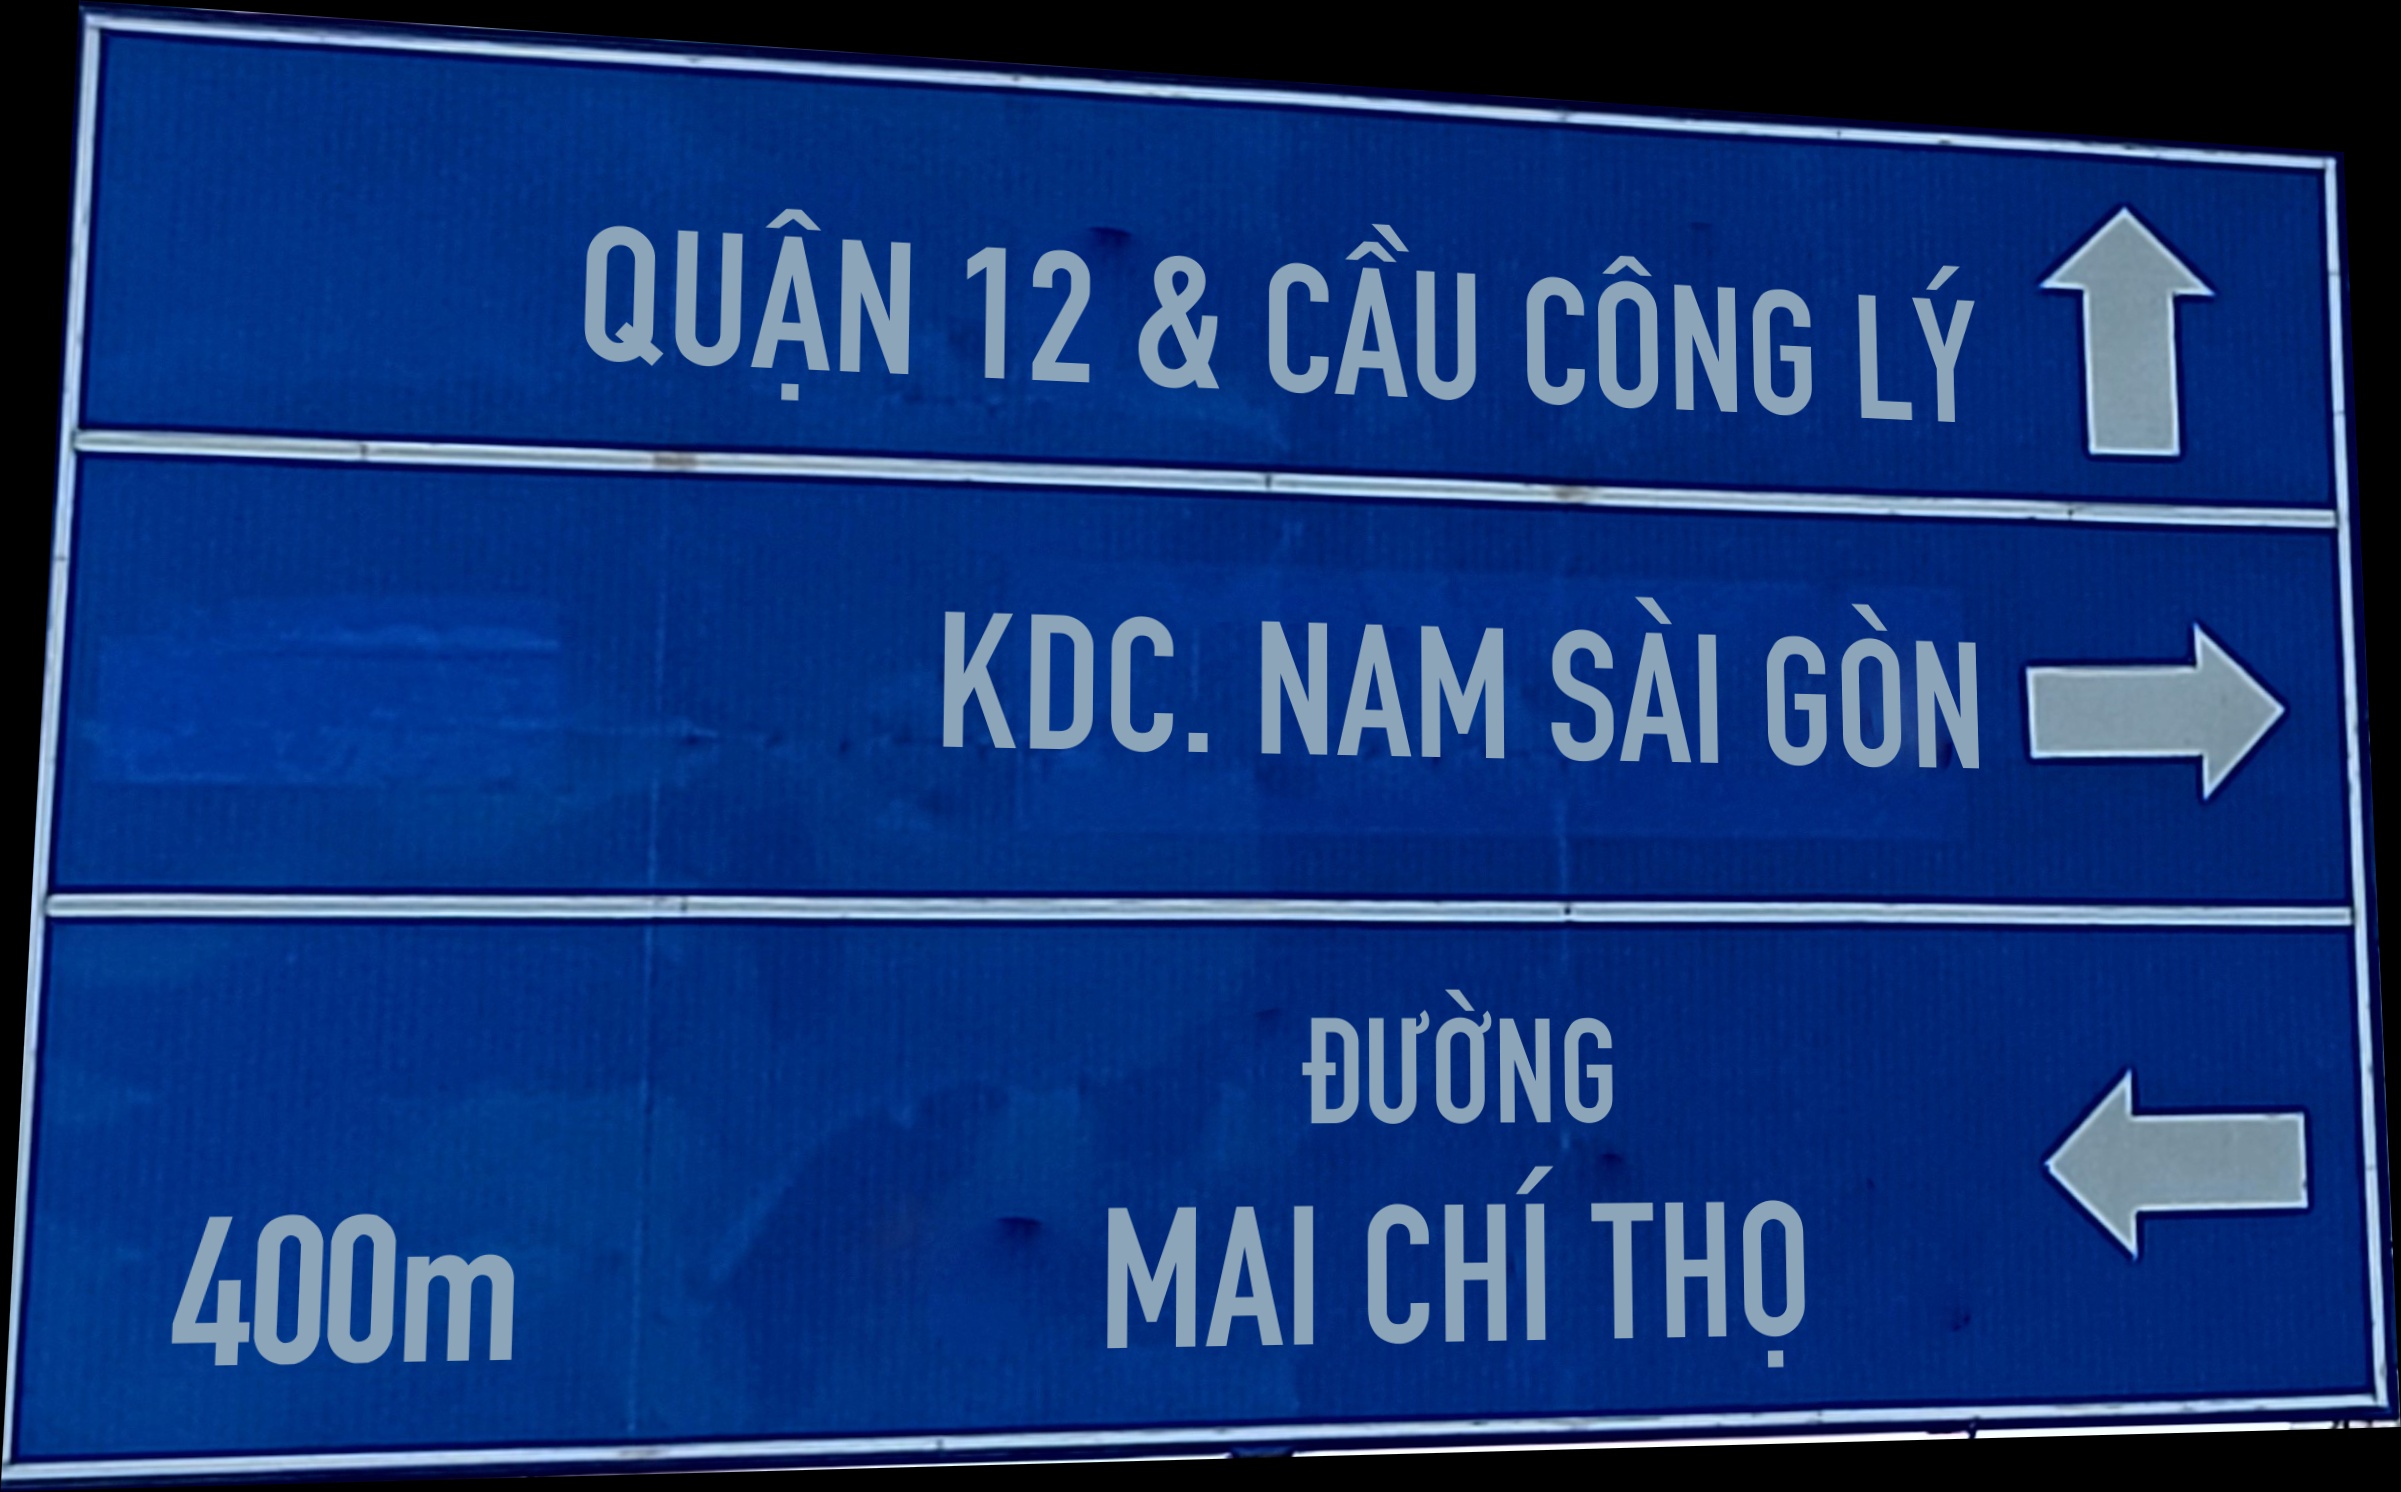 QUẬN 12 & CẦU CÔNG LÝ
KDC. NAM SÀI GÒN
ĐƯỜNG
MAI CHÍ THỌ
400m